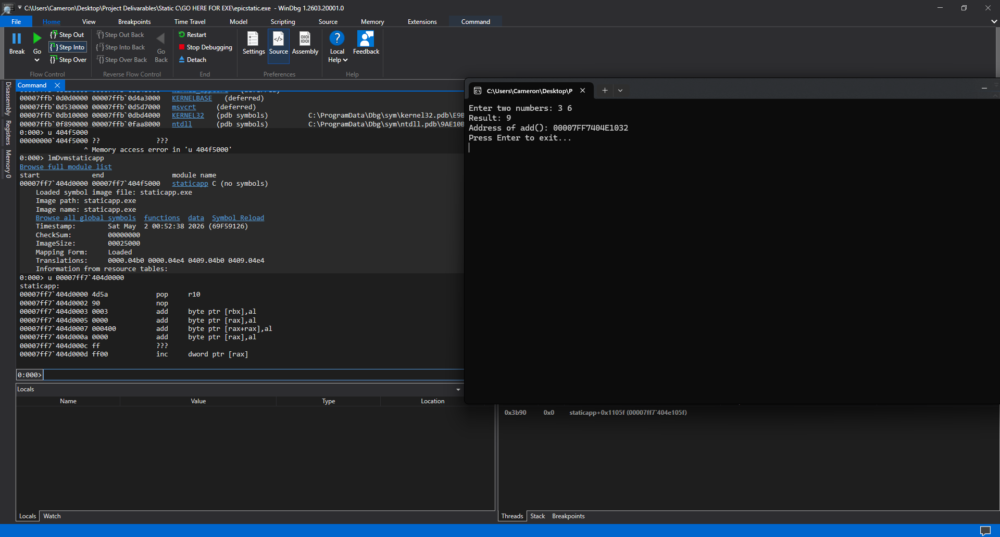 C:\Users\Cameron\Desktop\Project Delivarables\Static C\GO HERE FOR EXE\epicstatic.exe - WinDbg 1.2603.20001.0
File Home View Breakpoints Time Travel Model Scripting Source Memory Extensions Command
Break
Go
Step Out
Step Into
Step Over
Flow Control
Step Out Back
Step Into Back
Step Over Back
Go Back
Reverse Flow Control
Restart
Stop Debugging
Detach
End
Settings Source Assembly
Preferences
Local Help
Feedback
Help
Disassembly
Registers
Memory 0
Command
00007ffb`0d0d0000 00007ffb`0d4a3000 KERNELBASE (deferred)
00007ffb`0d530000 00007ffb`0d5d7000 msvcrt (deferred)
00007ffb`0db10000 00007ffb`0dbd4000 KERNEL32 (pdb symbols) C:\ProgramData\Dbg\sym\kernel32.pdb\E9B
00007ffb`0f890000 00007ffb`0faa8000 ntdll (pdb symbols) C:\ProgramData\Dbg\sym\ntdll.pdb\9AE10B
0:000> u 404f5000
00000000`404f5000 ?? ???
^ Memory access error in 'u 404f5000'
0:000> lmDvmstaticapp
Browse full module list
start end module name
00007ff7`404d0000 00007ff7`404f5000 staticapp C (no symbols)
Loaded symbol image file: staticapp.exe
Image path: staticapp.exe
Image name: staticapp.exe
Browse all global symbols functions data Symbol Reload
Timestamp: Sat May 2 00:52:38 2026 (69F59126)
CheckSum: 00000000
ImageSize: 00025000
Mapping Form: Loaded
Translations: 0000.04b0 0000.04e4 0409.04b0 0409.04e4
Information from resource tables:
0:000> u 00007ff7`404d0000
staticapp:
00007ff7`404d0000 4d5a pop r10
00007ff7`404d0002 90 nop
00007ff7`404d0003 0003 add byte ptr [rbx],al
00007ff7`404d0005 0000 add byte ptr [rax],al
00007ff7`404d0007 000400 add byte ptr [rax+rax],al
00007ff7`404d000a 0000 add byte ptr [rax],al
00007ff7`404d000c ff ???
00007ff7`404d000d ff00 inc dword ptr [rax]
0:000>
C:\Users\Cameron\Desktop\P
Enter two numbers: 3 6
Result: 9
Address of add(): 00007FF7404E1032
Press Enter to exit...
Locals
Name Value Type Location
Locals Watch
0x3b90 0x0 staticapp+0x1105f (00007ff7`404e105f)
Threads Stack Breakpoints